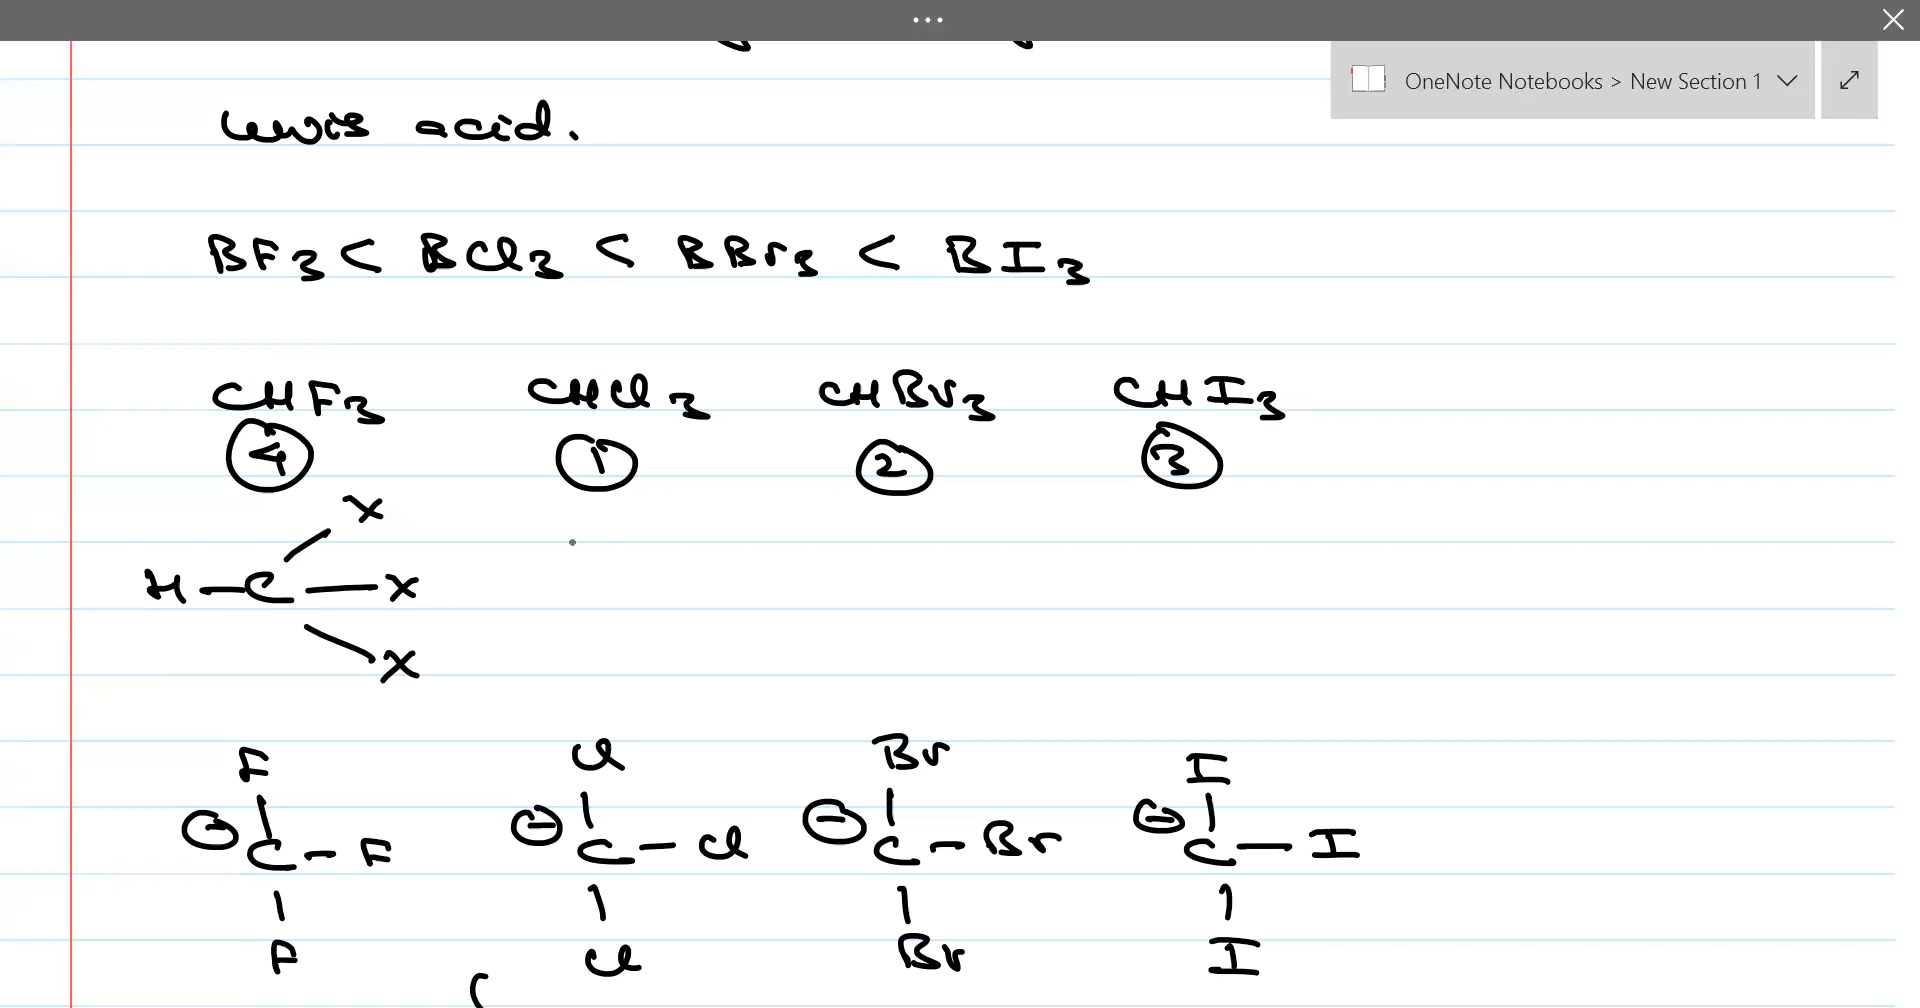 ...
OneNote Notebooks > New Section 1
Lewis acid.
BF3 < BCl3 < BBr3 < BI3
CHF3 CHCl3 CHBr3 CHI3
4 1 2 3
X
H-C-X
X
F Cl Br I
⊖ C-F ⊖ C-Cl ⊖ C-Br ⊖ C-I
F Cl Br I